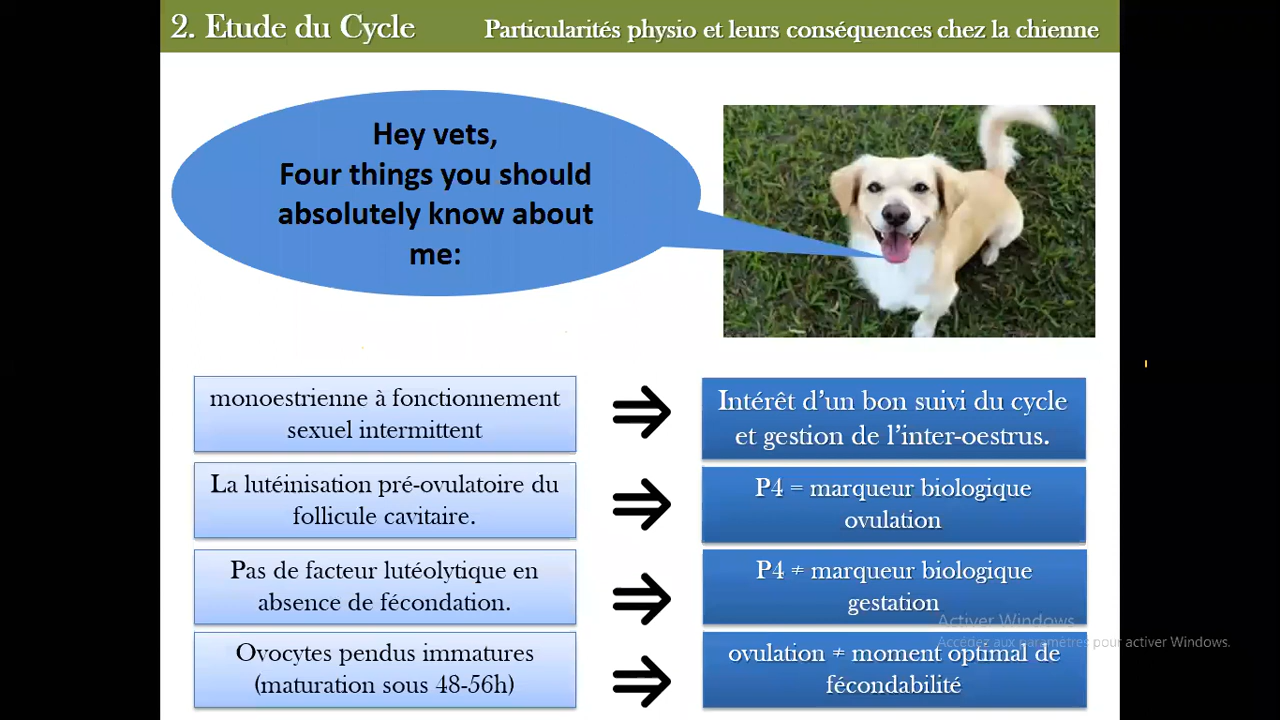 2. Etude du Cycle
Particularités physio et leurs conséquences chez la chienne
Hey vets,
Four things you should
absolutely know about
me:
monoestrienne à fonctionnement
sexuel intermittent
Intérêt d'un bon suivi du cycle
et gestion de l'inter-oestrus.
La lutéinisation pré-ovulatoire du
follicule cavitaire.
P4 = marqueur biologique
ovulation
Pas de facteur lutéolytique en
absence de fécondation.
P4 ≠ marqueur biologique
gestation
Ovocytes pendus immatures
(maturation sous 48-56h)
ovulation ≠ moment optimal de
fécondabilité
Activer Windows
Accédez aux paramètres pour activer Windows.